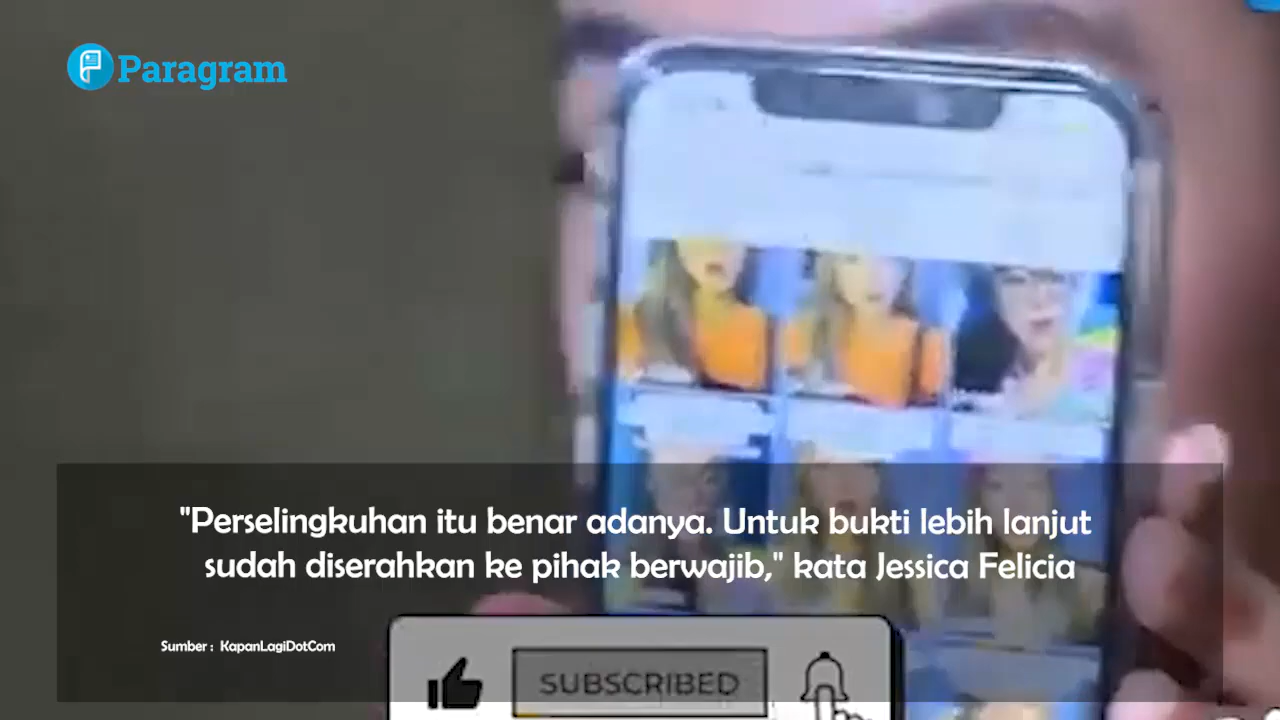 Paragram
"Perselingkuhan itu benar adanya. Untuk bukti lebih lanjut
sudah diserahkan ke pihak berwajib," kata Jessica Felicia
Sumber : KapanLagiDotCom
SUBSCRIBED